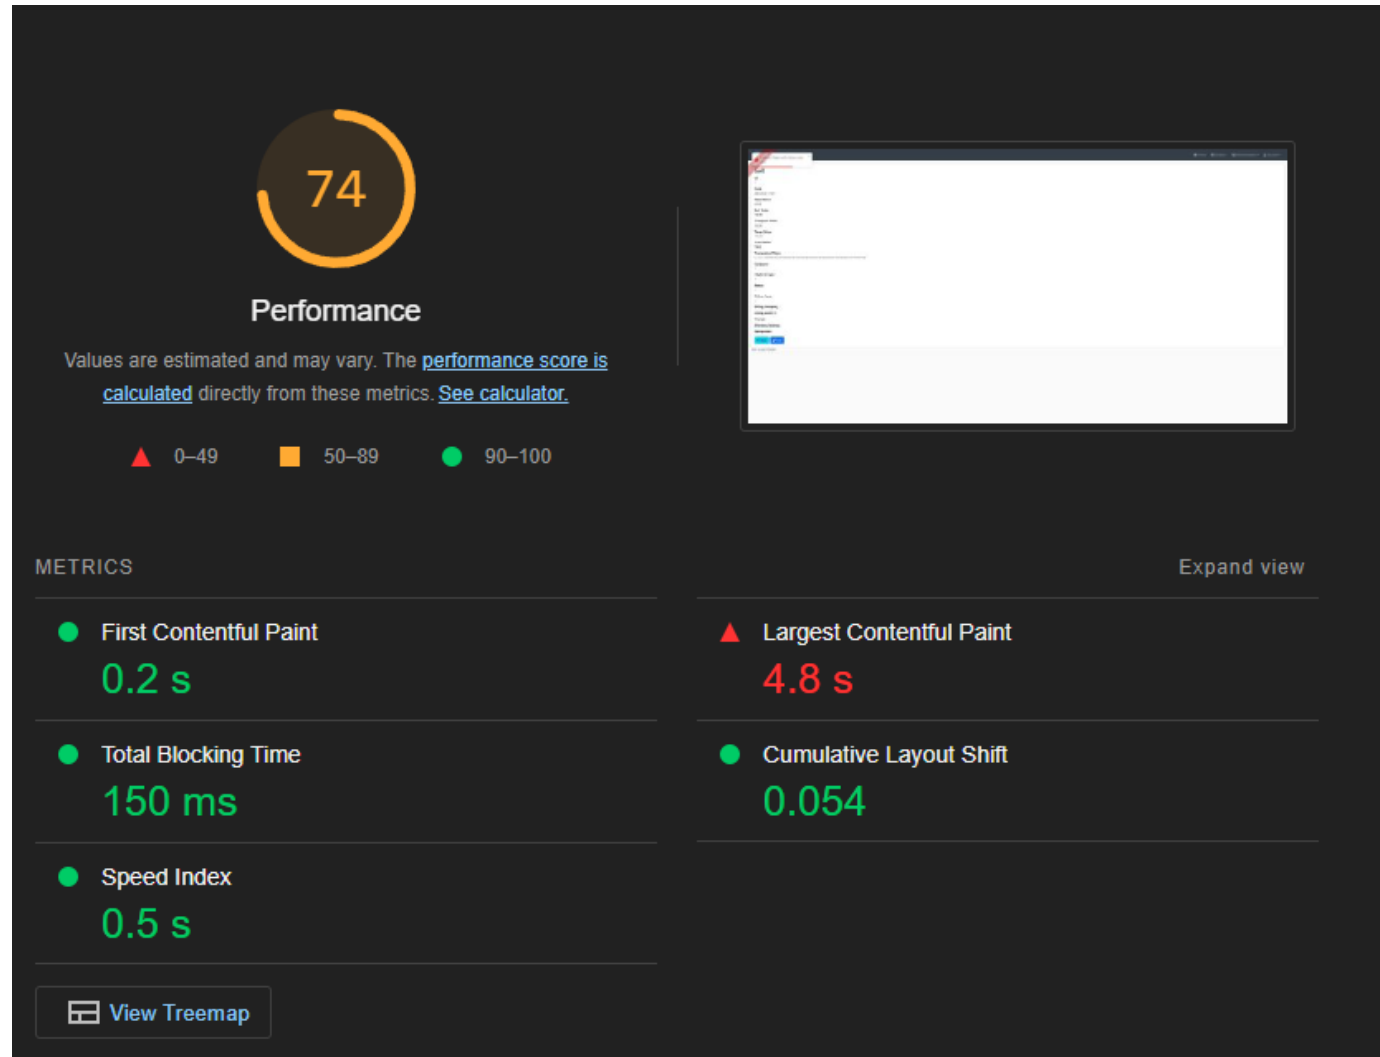 74
Performance
Values are estimated and may vary. The performance score is
calculated directly from these metrics. See calculator.
0–49
50–89
90–100
METRICS
Expand view
First Contentful Paint
0.2 s
Largest Contentful Paint
4.8 s
Total Blocking Time
150 ms
Cumulative Layout Shift
0.054
Speed Index
0.5 s
View Treemap